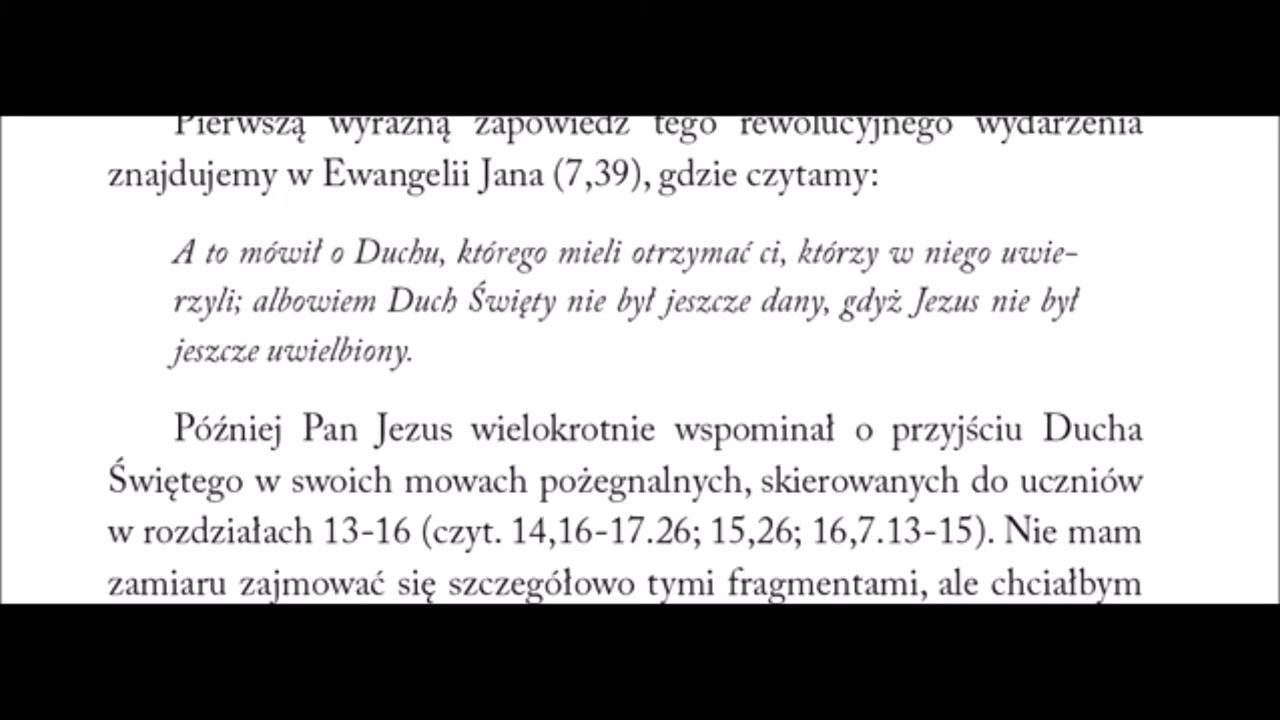 Pierwszą wyraźną zapowiedź tego rewolucyjnego wydarzenia
znajdujemy w Ewangelii Jana (7,39), gdzie czytamy:
A to mówił o Duchu, którego mieli otrzymać ci, którzy w niego uwie-
rzyli; albowiem Duch Święty nie był jeszcze dany, gdyż Jezus nie był
jeszcze uwielbiony.
Później Pan Jezus wielokrotnie wspominał o przyjściu Ducha
Świętego w swoich mowach pożegnalnych, skierowanych do uczniów
w rozdziałach 13-16 (czyt. 14,16-17.26; 15,26; 16,7.13-15). Nie mam
zamiaru zajmować się szczegółowo tymi fragmentami, ale chciałbym